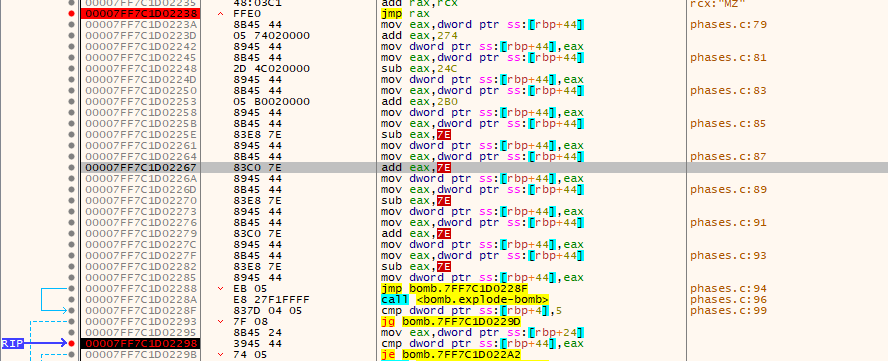 00007FF7C1D02235 48:03C1 add rax,rcx rcx:"MZ"
00007FF7C1D02238 FFE0 jmp rax
00007FF7C1D0223A 8B45 44 mov eax,dword ptr ss:[rbp+44] phases.c:79
00007FF7C1D0223D 05 74020000 add eax,274
00007FF7C1D02242 8945 44 mov dword ptr ss:[rbp+44],eax
00007FF7C1D02245 8B45 44 mov eax,dword ptr ss:[rbp+44] phases.c:81
00007FF7C1D02248 2D 4C020000 sub eax,24C
00007FF7C1D0224D 8945 44 mov dword ptr ss:[rbp+44],eax
00007FF7C1D02250 8B45 44 mov eax,dword ptr ss:[rbp+44] phases.c:83
00007FF7C1D02253 05 B0020000 add eax,2B0
00007FF7C1D02258 8945 44 mov dword ptr ss:[rbp+44],eax
00007FF7C1D0225B 8B45 44 mov eax,dword ptr ss:[rbp+44] phases.c:85
00007FF7C1D0225E 83E8 7E sub eax,7E
00007FF7C1D02261 8945 44 mov dword ptr ss:[rbp+44],eax
00007FF7C1D02264 8B45 44 mov eax,dword ptr ss:[rbp+44] phases.c:87
00007FF7C1D02267 83C0 7E add eax,7E
00007FF7C1D0226A 8945 44 mov dword ptr ss:[rbp+44],eax
00007FF7C1D0226D 8B45 44 mov eax,dword ptr ss:[rbp+44] phases.c:89
00007FF7C1D02270 83E8 7E sub eax,7E
00007FF7C1D02273 8945 44 mov dword ptr ss:[rbp+44],eax
00007FF7C1D02276 8B45 44 mov eax,dword ptr ss:[rbp+44] phases.c:91
00007FF7C1D02279 83C0 7E add eax,7E
00007FF7C1D0227C 8945 44 mov dword ptr ss:[rbp+44],eax
00007FF7C1D0227F 8B45 44 mov eax,dword ptr ss:[rbp+44] phases.c:93
00007FF7C1D02282 83E8 7E sub eax,7E
00007FF7C1D02285 8945 44 mov dword ptr ss:[rbp+44],eax
00007FF7C1D02288 EB 05 jmp bomb.7FF7C1D0228F phases.c:94
00007FF7C1D0228A E8 27F1FFFF call <bomb.explode-bomb> phases.c:96
00007FF7C1D0228F 837D 04 05 cmp dword ptr ss:[rbp+4],5 phases.c:99
00007FF7C1D02293 7F 08 jg bomb.7FF7C1D0229D
00007FF7C1D02295 8B45 24 mov eax,dword ptr ss:[rbp+24]
RIP 00007FF7C1D02298 3945 44 cmp dword ptr ss:[rbp+44],eax
00007FF7C1D0229B 74 05 je bomb.7FF7C1D022A2